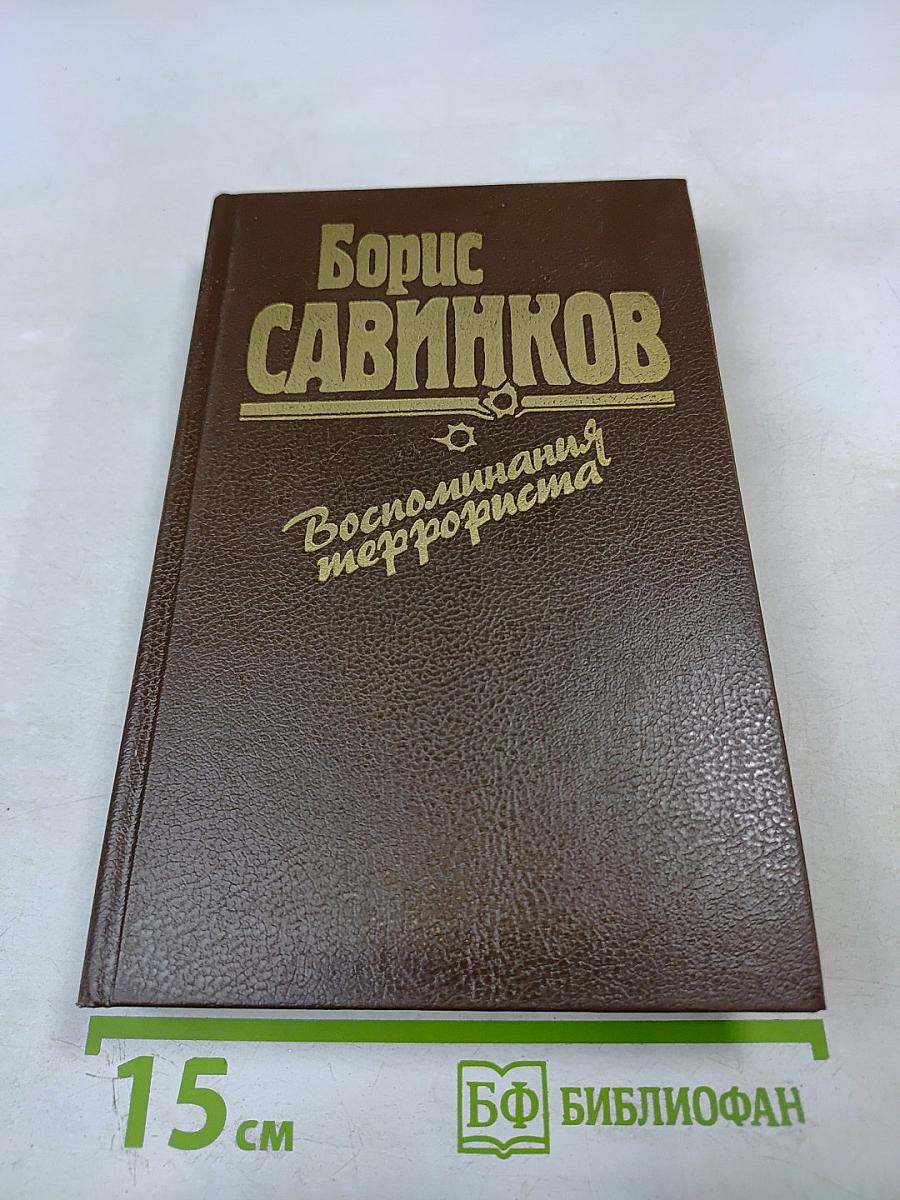 Борис
САВИНКОВ
Воспоминания
террориста
15 см
БФ БИБЛИОФАН